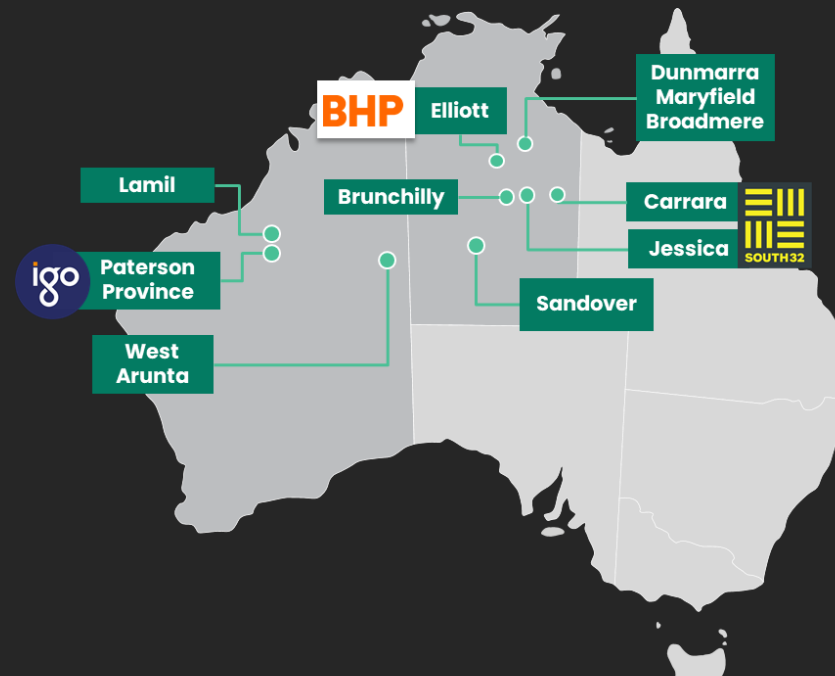 Dunmarra
Maryfield
Broadmere
BHP
Elliott
Lamil
Brunchilly
Carrara
Jessica
SOUTH32
igo
Paterson
Province
Sandover
West
Arunta